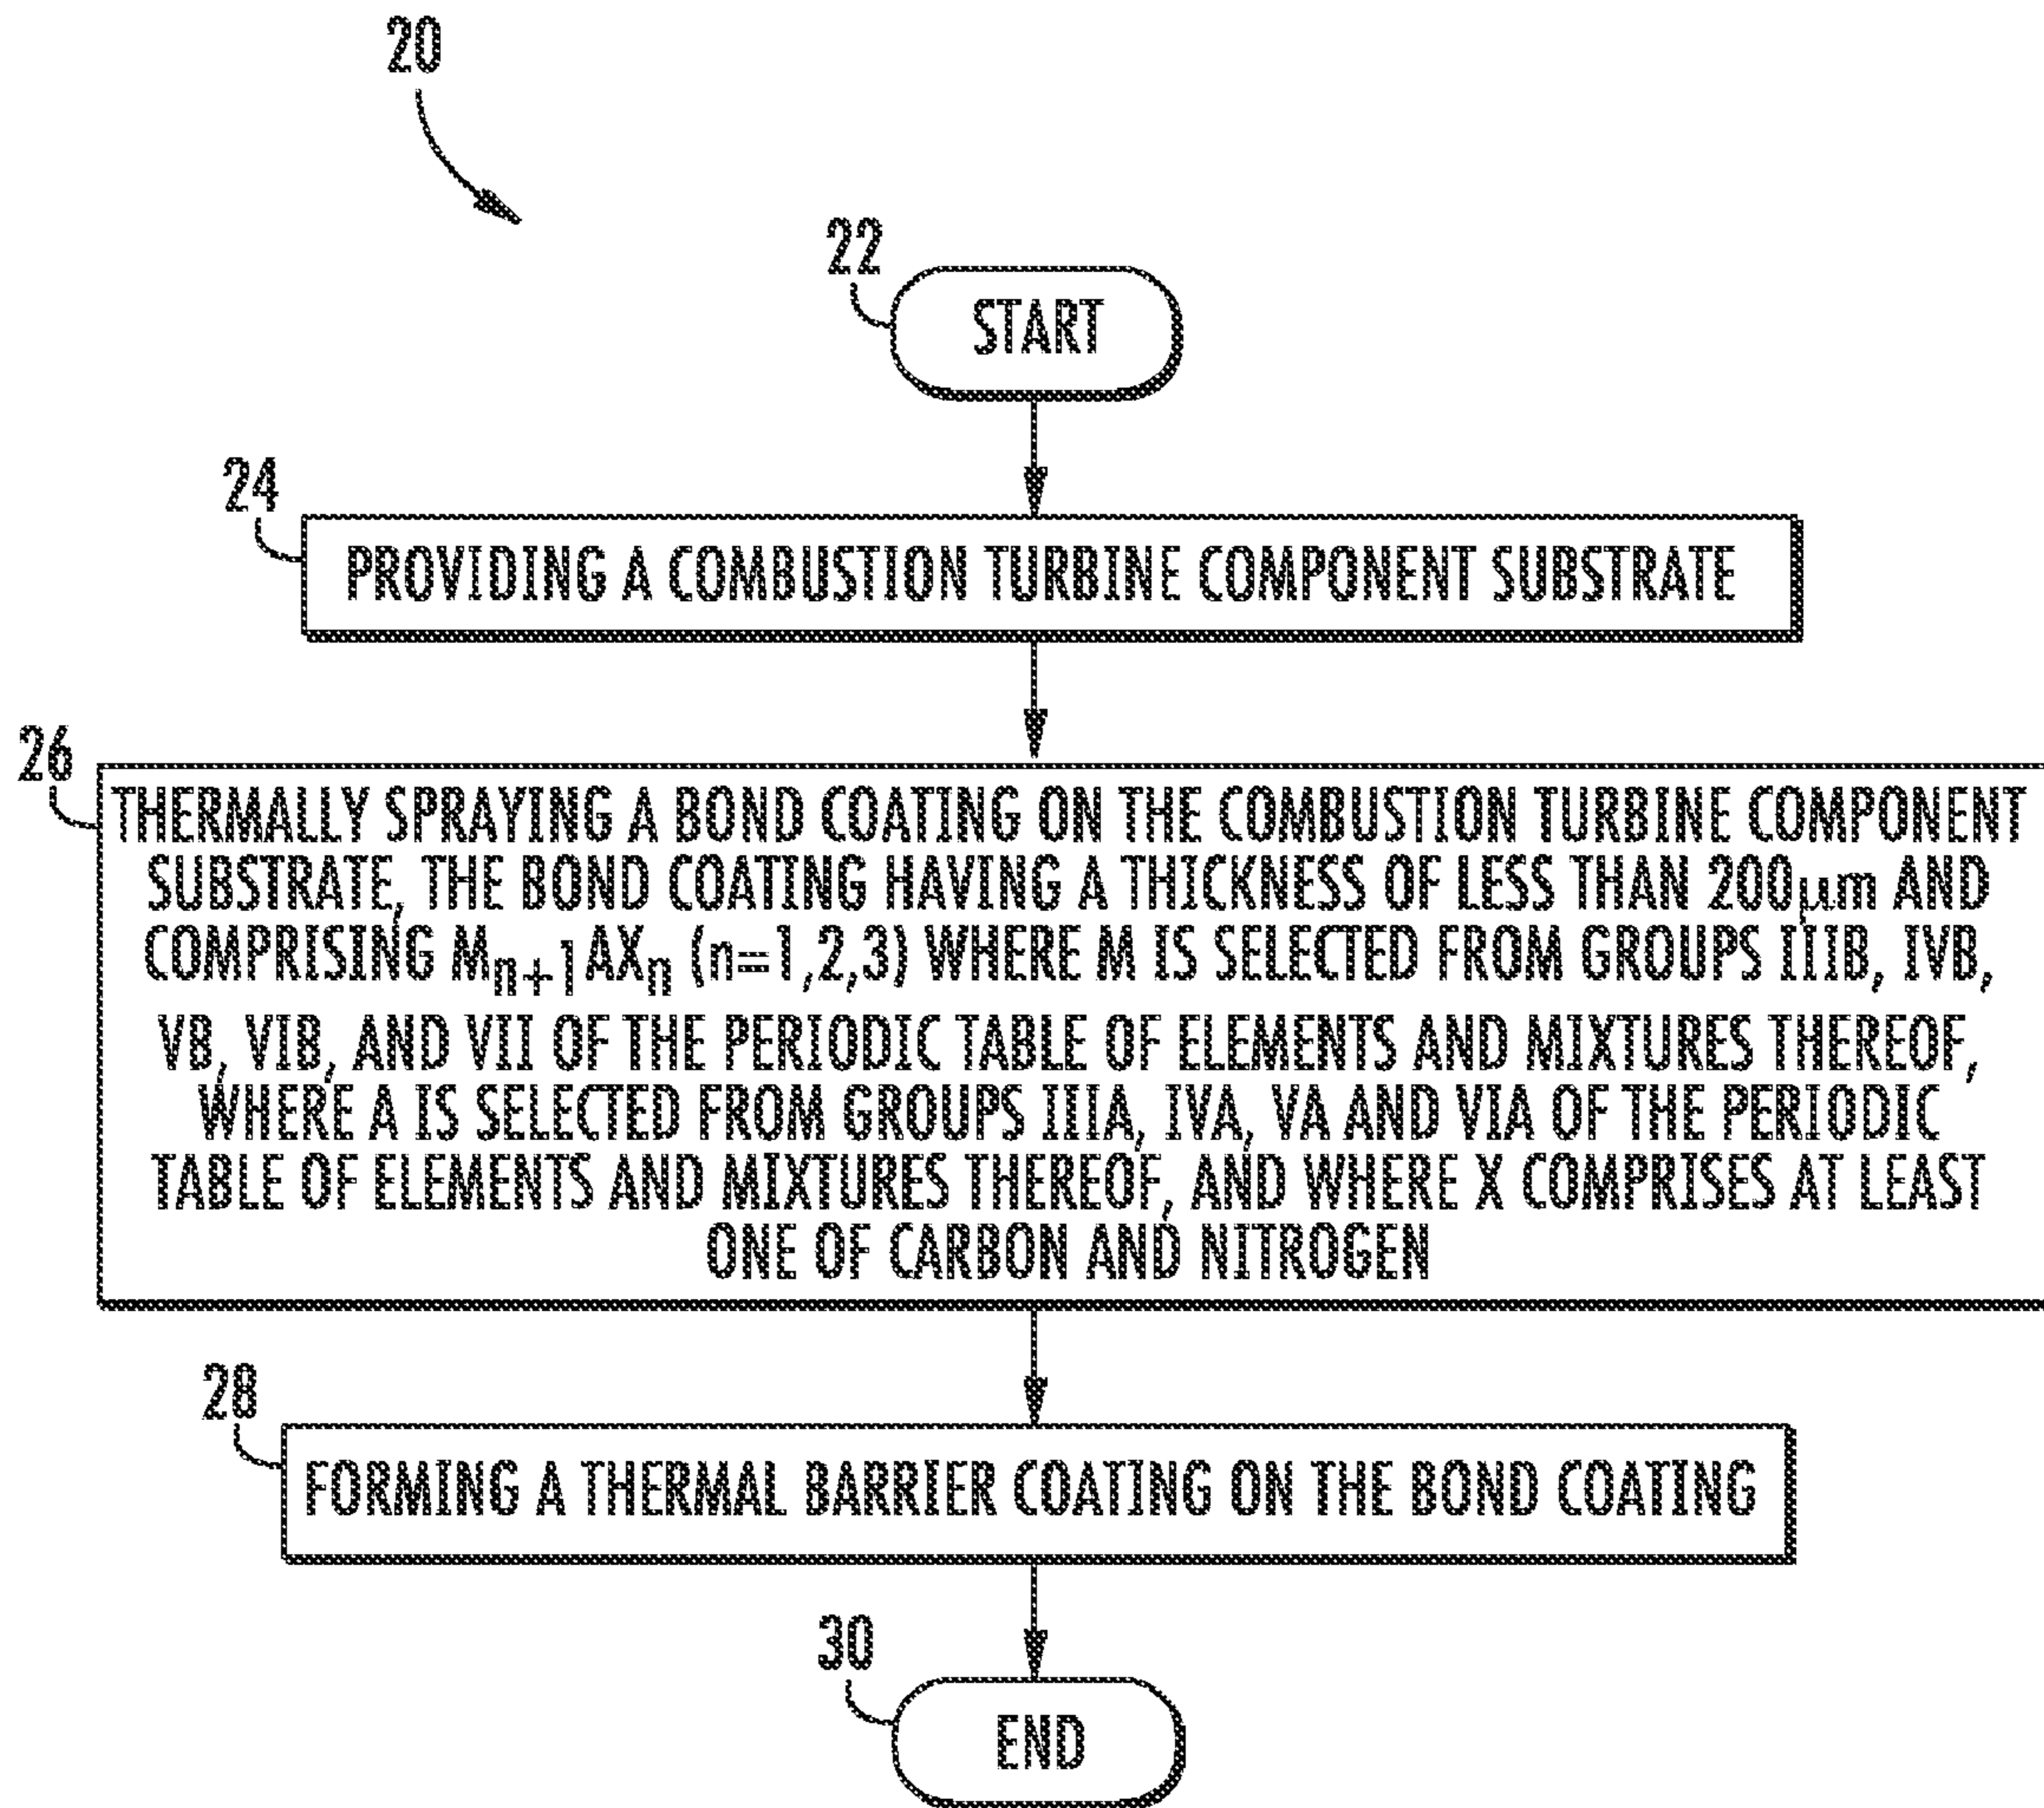 20
22
START
24
PROVIDING A COMBUSTION TURBINE COMPONENT SUBSTRATE
26
THERMALLY SPRAYING A BOND COATING ON THE COMBUSTION TURBINE COMPONENT
SUBSTRATE, THE BOND COATING HAVING A THICKNESS OF LESS THAN 200μm AND
COMPRISING Mn+1AXn (n=1,2,3) WHERE M IS SELECTED FROM GROUPS IIIB, IVB,
VB, VIB, AND VII OF THE PERIODIC TABLE OF ELEMENTS AND MIXTURES THEREOF,
WHERE A IS SELECTED FROM GROUPS IIIA, IVA, VA AND VIA OF THE PERIODIC
TABLE OF ELEMENTS AND MIXTURES THEREOF, AND WHERE X COMPRISES AT LEAST
ONE OF CARBON AND NITROGEN
28
FORMING A THERMAL BARRIER COATING ON THE BOND COATING
30
END